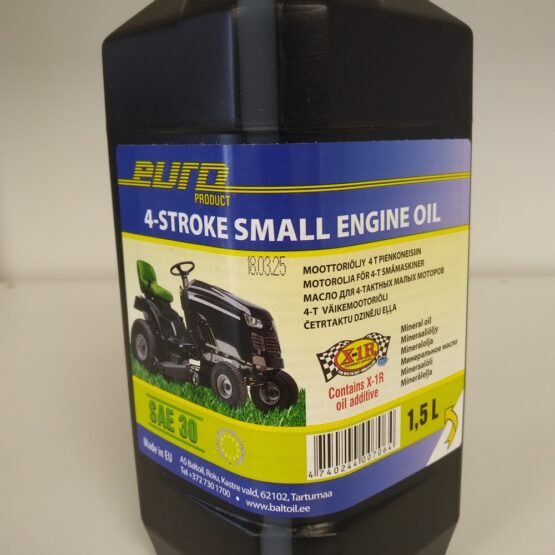 euro
PRODUCT
4-STROKE SMALL ENGINE OIL
18.03.25
MOOTTORIÖLJY 4 T PIENKONEISIIN
MOTOROLJA FÖR 4-T SMÅMASKINER
МАСЛО ДЛЯ 4-ТАКТНЫХ МАЛЫХ МОТОРОВ
4-T VÄIKEMOOTORIÕLI
ČETRTAKTU DZINĒJU EĻĻA
X-1R
Contains X-1R
oil additive
Mineral oil
Mineraaliöljy
Mineralolja
Минеральное масло
Mineraalõli
Minerāleļļa
SAE 30
1,5 L
4 740244 007064
Made in EU
AS Baltoil, Roiu, Kastre vald, 62102, Tartumaa
Tel +372 730 1700 • www.baltoil.ee